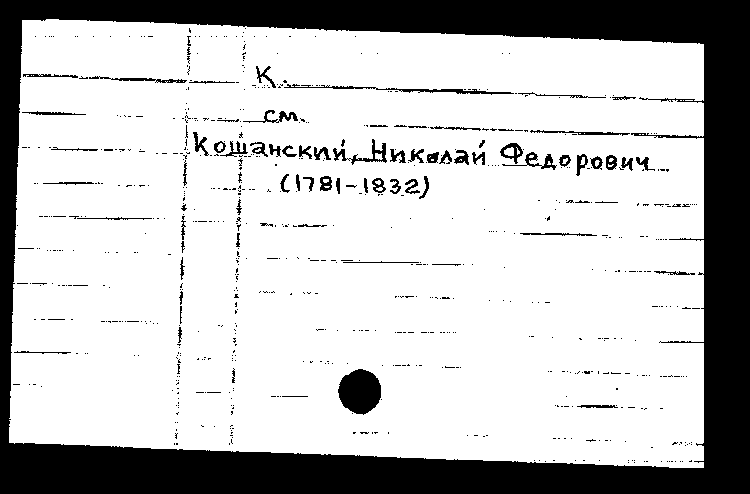 К.
см.
Кошанский, Николай Федорович
(1781-1832)